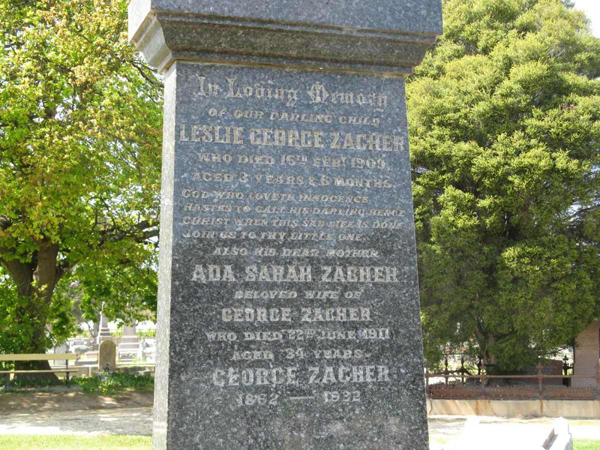 In Loving Memory
OF OUR DARLING CHILD
LESLIE GEORGE ZACHER
WHO DIED 16TH FEBY 1909,
AGED 3 YEARS & 6 MONTHS.
GOD WHO LOVETH INNOCENCE
HASTES TO CALL HIS DARLING HENCE
CHRIST WHEN THIS SAD LIFE IS DONE
JOIN US TO THY LITTLE ONE.
ALSO HIS DEAR MOTHER
ADA SARAH ZACHER
BELOVED WIFE OF
GEORGE ZACHER
WHO DIED 22ND JUNE 1911
AGED 34 YEARS.
GEORGE ZACHER
1862 — 1932